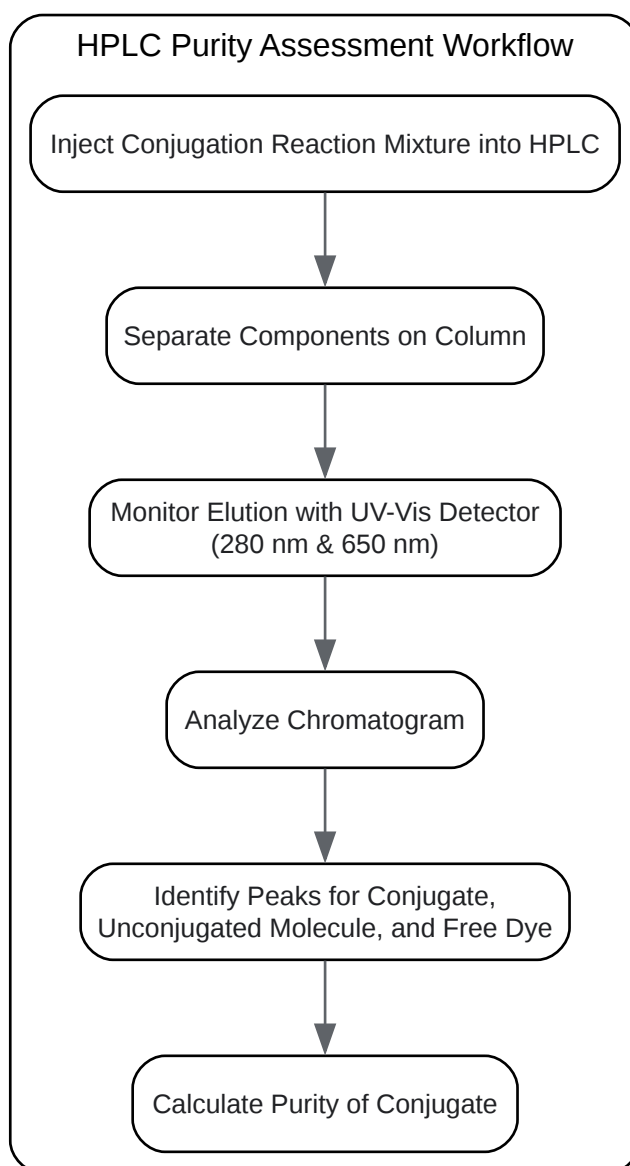 HPLC Purity Assessment Workflow
Inject Conjugation Reaction Mixture into HPLC
Separate Components on Column
Monitor Elution with UV-Vis Detector
(280 nm & 650 nm)
Analyze Chromatogram
Identify Peaks for Conjugate,
Unconjugated Molecule, and Free Dye
Calculate Purity of Conjugate